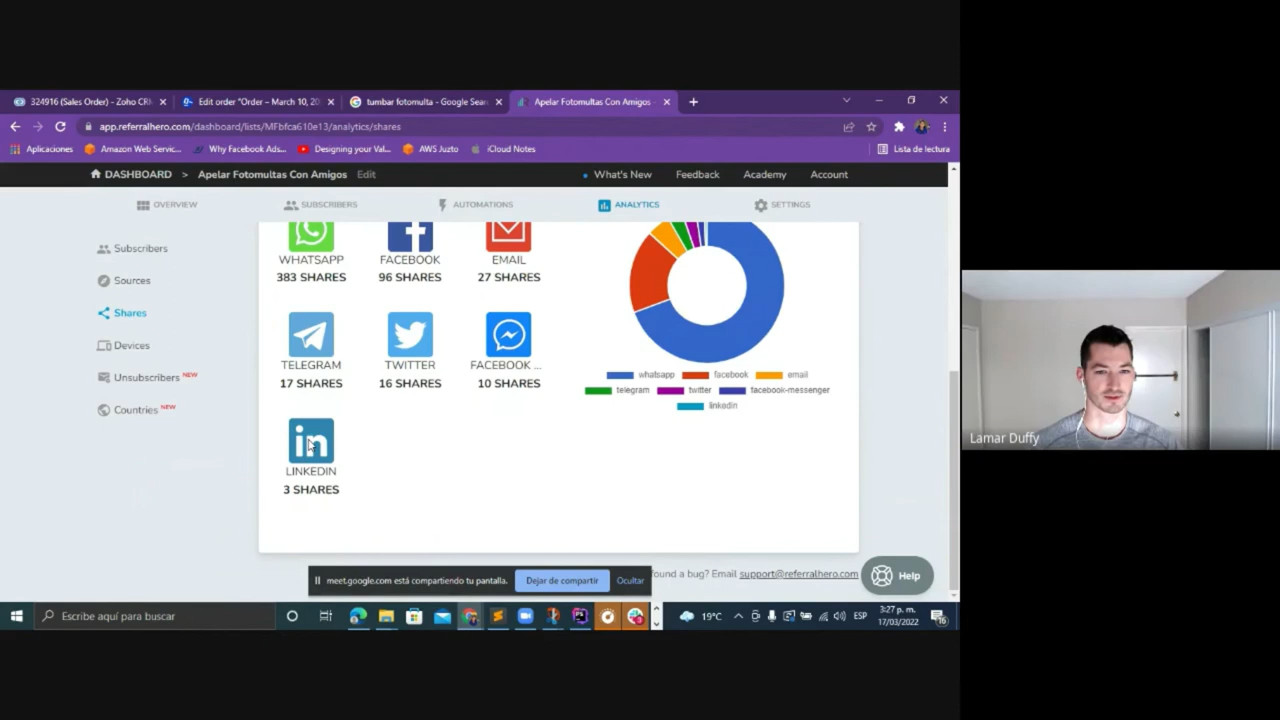 324916 (Sales Order) - Zoho CR
Edit order "Order – March 10, 20
tumbar fotomulta - Google Sear
Apelar Fotomultas Con Amigos -
app.referralhero.com/dashboard/lists/MFbfca610e13/analytics/shares
Aplicaciones
Amazon Web Servic...
Why Facebook Ads...
Designing your Val...
AWS Juzto
iCloud Notes
Lista de lectura
DASHBOARD > Apelar Fotomultas Con Amigos Edit
What's New
Feedback
Academy
Account
OVERVIEW
SUBSCRIBERS
AUTOMATIONS
ANALYTICS
SETTINGS
Subscribers
Sources
Shares
Devices
Unsubscribers NEW
Countries NEW
WHATSAPP
383 SHARES
FACEBOOK
96 SHARES
EMAIL
27 SHARES
TELEGRAM
17 SHARES
TWITTER
16 SHARES
FACEBOOK ...
10 SHARES
in
LINKEDIN
3 SHARES
whatsapp facebook email
telegram twitter facebook-messenger
linkedin
Lamar Duffy
meet.google.com está compartiendo tu pantalla.
Dejar de compartir
Ocultar
found a bug? Email support@referralhero.com
Help
Escribe aquí para buscar
19°C
ESP
3:27 p. m.
17/03/2022